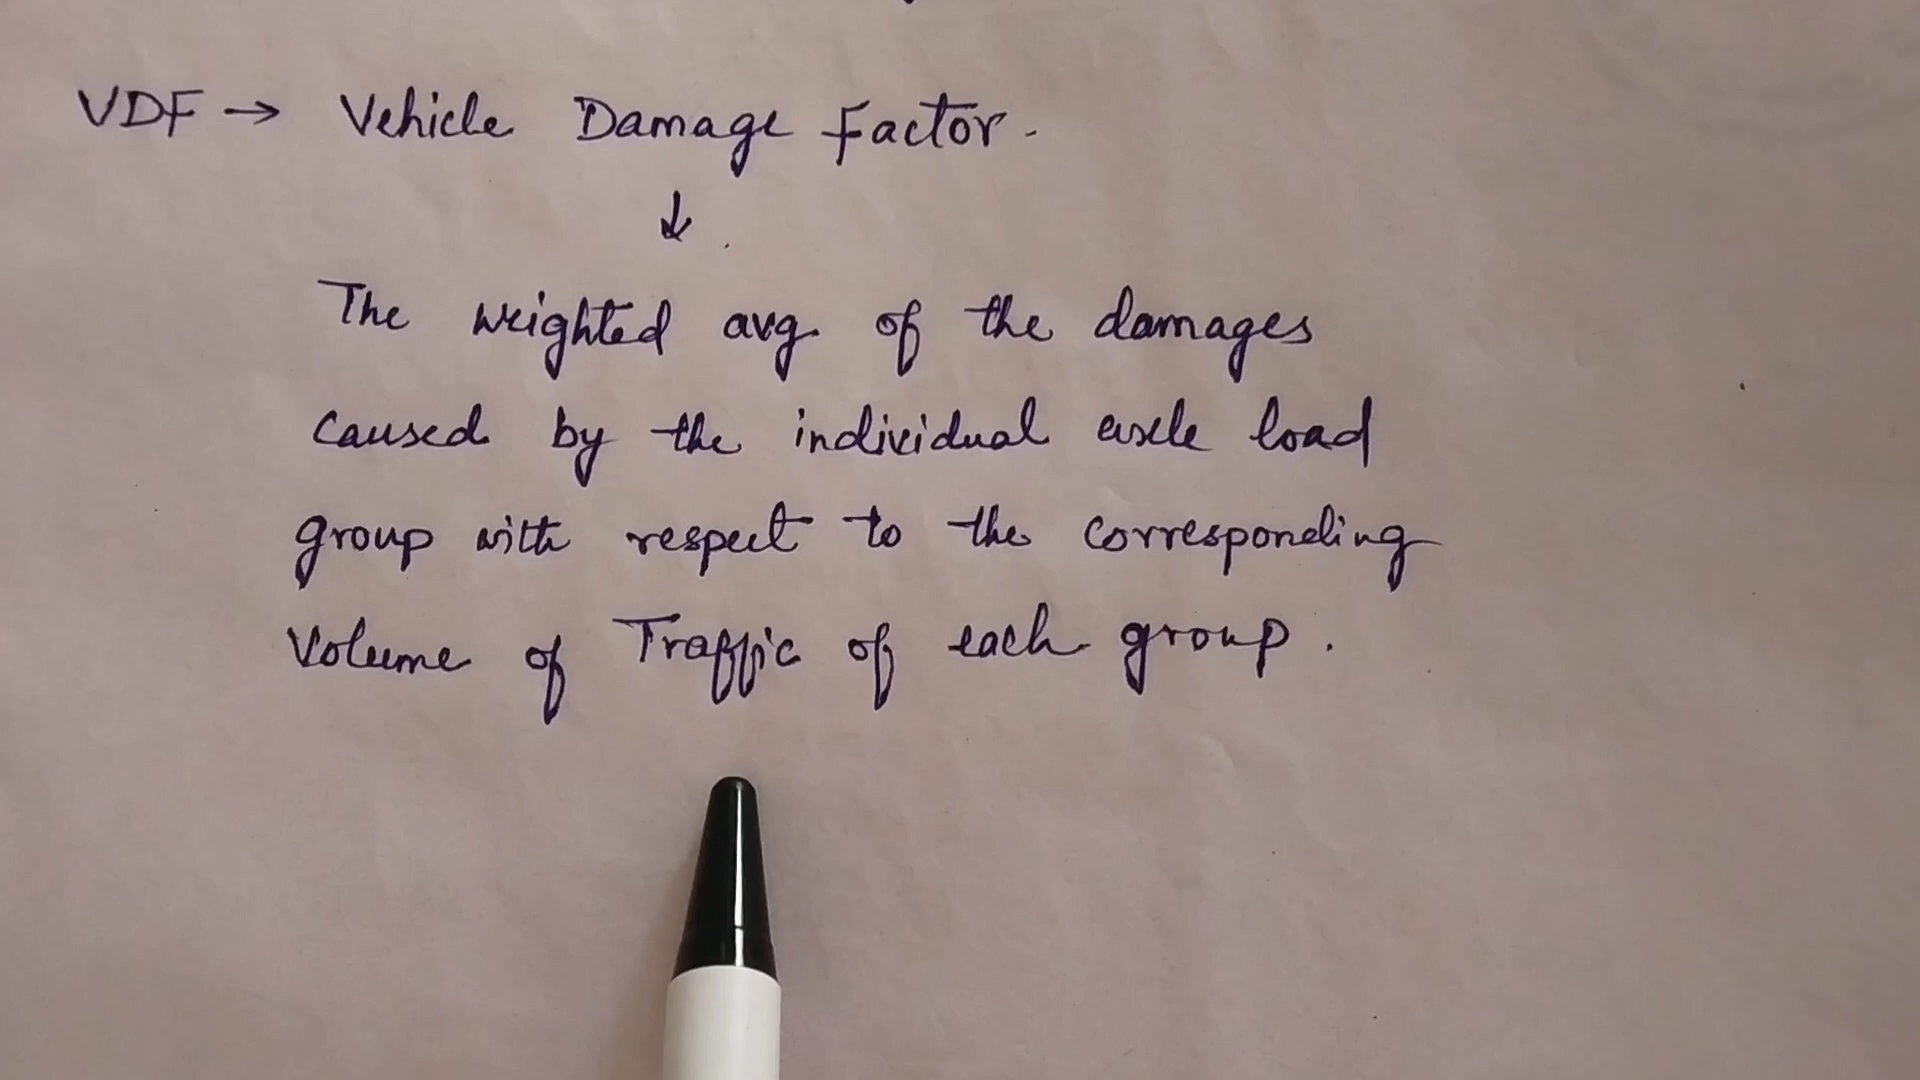 VDF → Vehicle Damage Factor.
↓
The weighted avg. of the damages
caused by the individual axle load
group with respect to the corresponding
Volume of Traffic of each group.